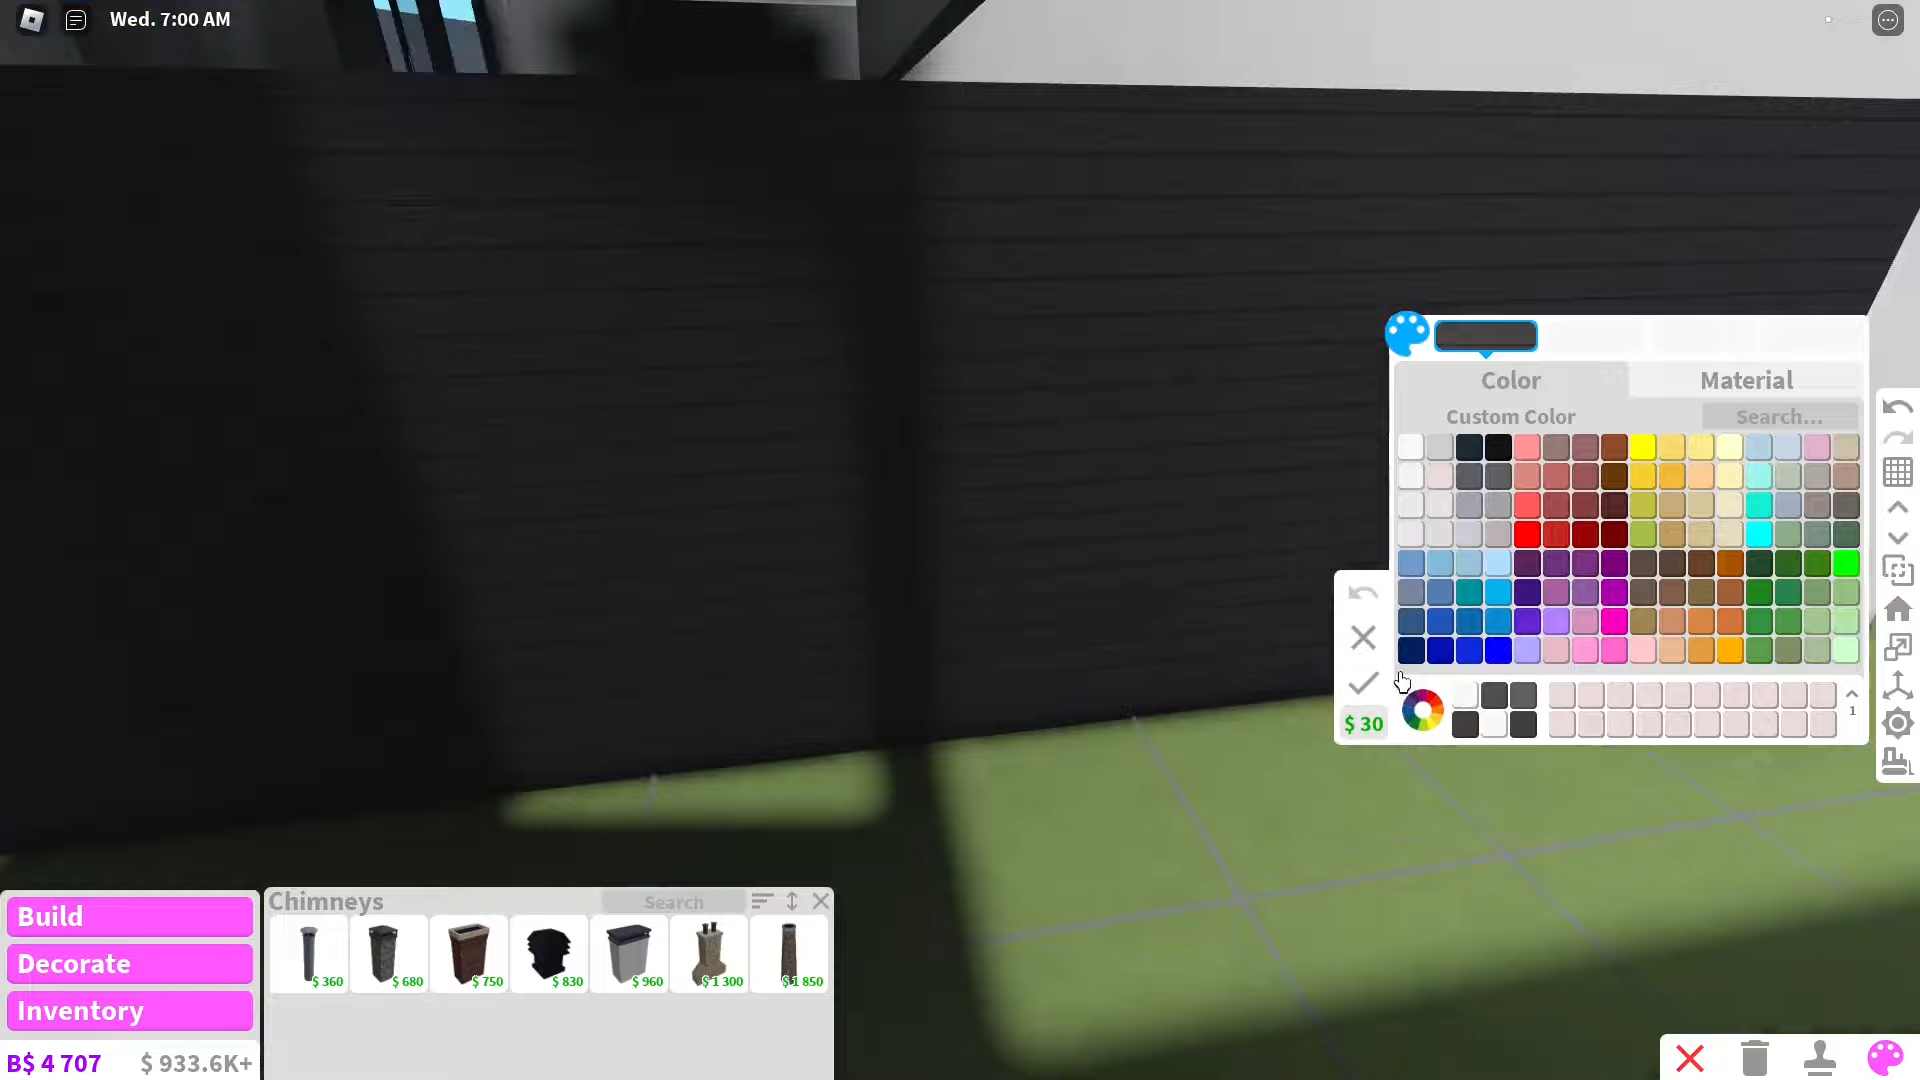 Wed. 7:00 AM
Color
Material
Custom Color
Search...
$ 30
1
Chimneys
Search
$ 360
$ 680
$ 750
$ 830
$ 960
$ 1 300
$ 1 850
Build
Decorate
Inventory
B$ 4 707
$ 933.6K+